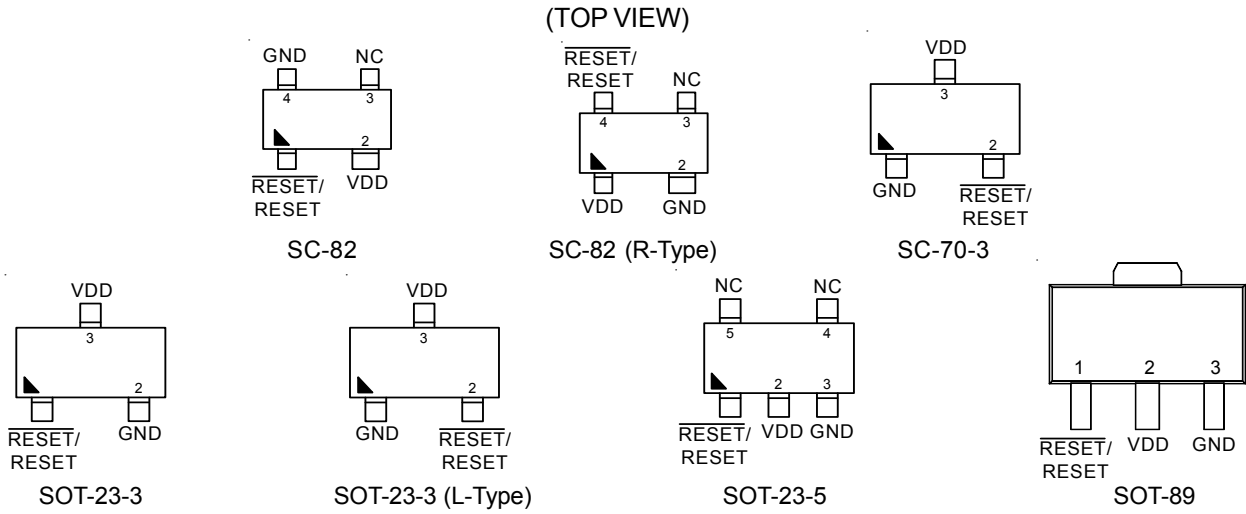 (TOP VIEW)
GND NC
4 3
2
RESET/
RESET
VDD
SC-82
RESET/
RESET
NC
4 3
2
VDD GND
SC-82 (R-Type)
VDD
3
2
GND
RESET/
RESET
SC-70-3
VDD
3
2
RESET/
RESET
GND
SOT-23-3
VDD
3
2
GND
RESET/
RESET
SOT-23-3 (L-Type)
NC NC
5 4
2 3
RESET/
RESET
VDD GND
SOT-23-5
1 2 3
RESET/
RESET
VDD GND
SOT-89